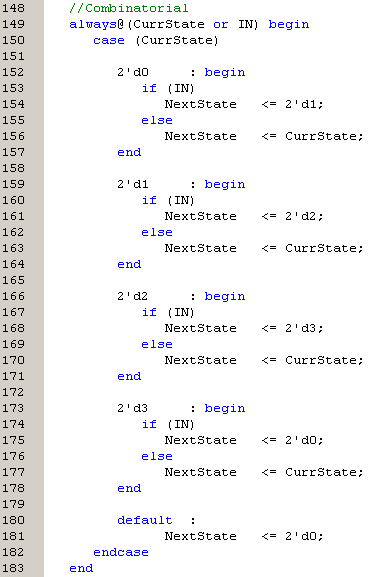 148 //Combinatorial
149 always@(CurrState or IN) begin
150 case (CurrState)
151
152 2'd0 : begin
153 if (IN)
154 NextState <= 2'd1;
155 else
156 NextState <= CurrState;
157 end
158
159 2'd1 : begin
160 if (IN)
161 NextState <= 2'd2;
162 else
163 NextState <= CurrState;
164 end
165
166 2'd2 : begin
167 if (IN)
168 NextState <= 2'd3;
169 else
170 NextState <= CurrState;
171 end
172
173 2'd3 : begin
174 if (IN)
175 NextState <= 2'd0;
176 else
177 NextState <= CurrState;
178 end
179
180 default :
181 NextState <= 2'd0;
182 endcase
183 end